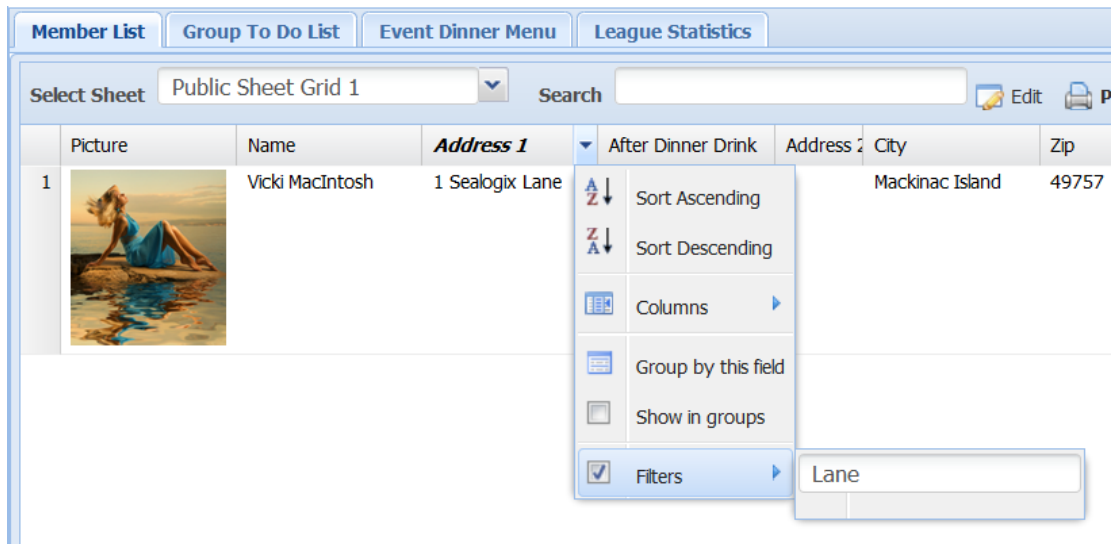 Member List Group To Do List Event Dinner Menu League Statistics
Select Sheet Public Sheet Grid 1 Search Edit P
Picture Name Address 1 After Dinner Drink Address 2 City Zip
1 Vicki MacIntosh 1 Sealogix Lane Mackinac Island 49757
Sort Ascending
Sort Descending
Columns
Group by this field
Show in groups
Filters Lane